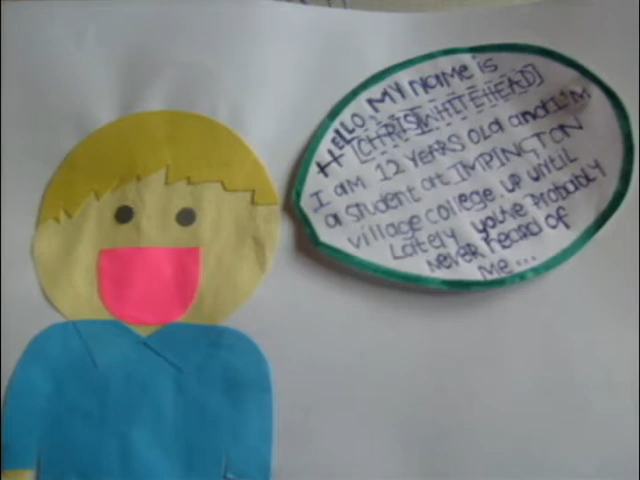 HELLO, MY NAME iS
[CHRIS WHITEHEAD]
I AM 12 YEARS Old and I'M
a student at IMPINGTON
village college. UP UNTIL
Lately you've Probably
NEVER heard of
Me...